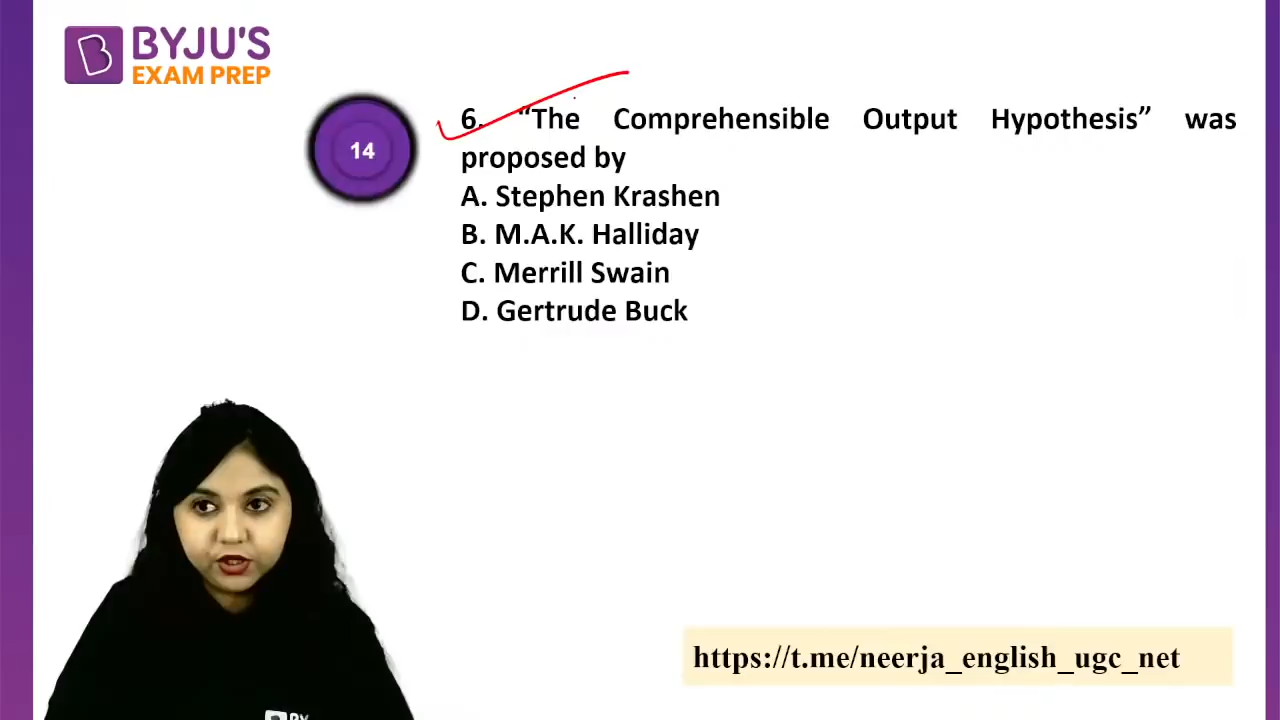 BYJU'S
EXAM PREP
14
6. “The Comprehensible Output Hypothesis” was
proposed by
A. Stephen Krashen
B. M.A.K. Halliday
C. Merrill Swain
D. Gertrude Buck
https://t.me/neerja_english_ugc_net